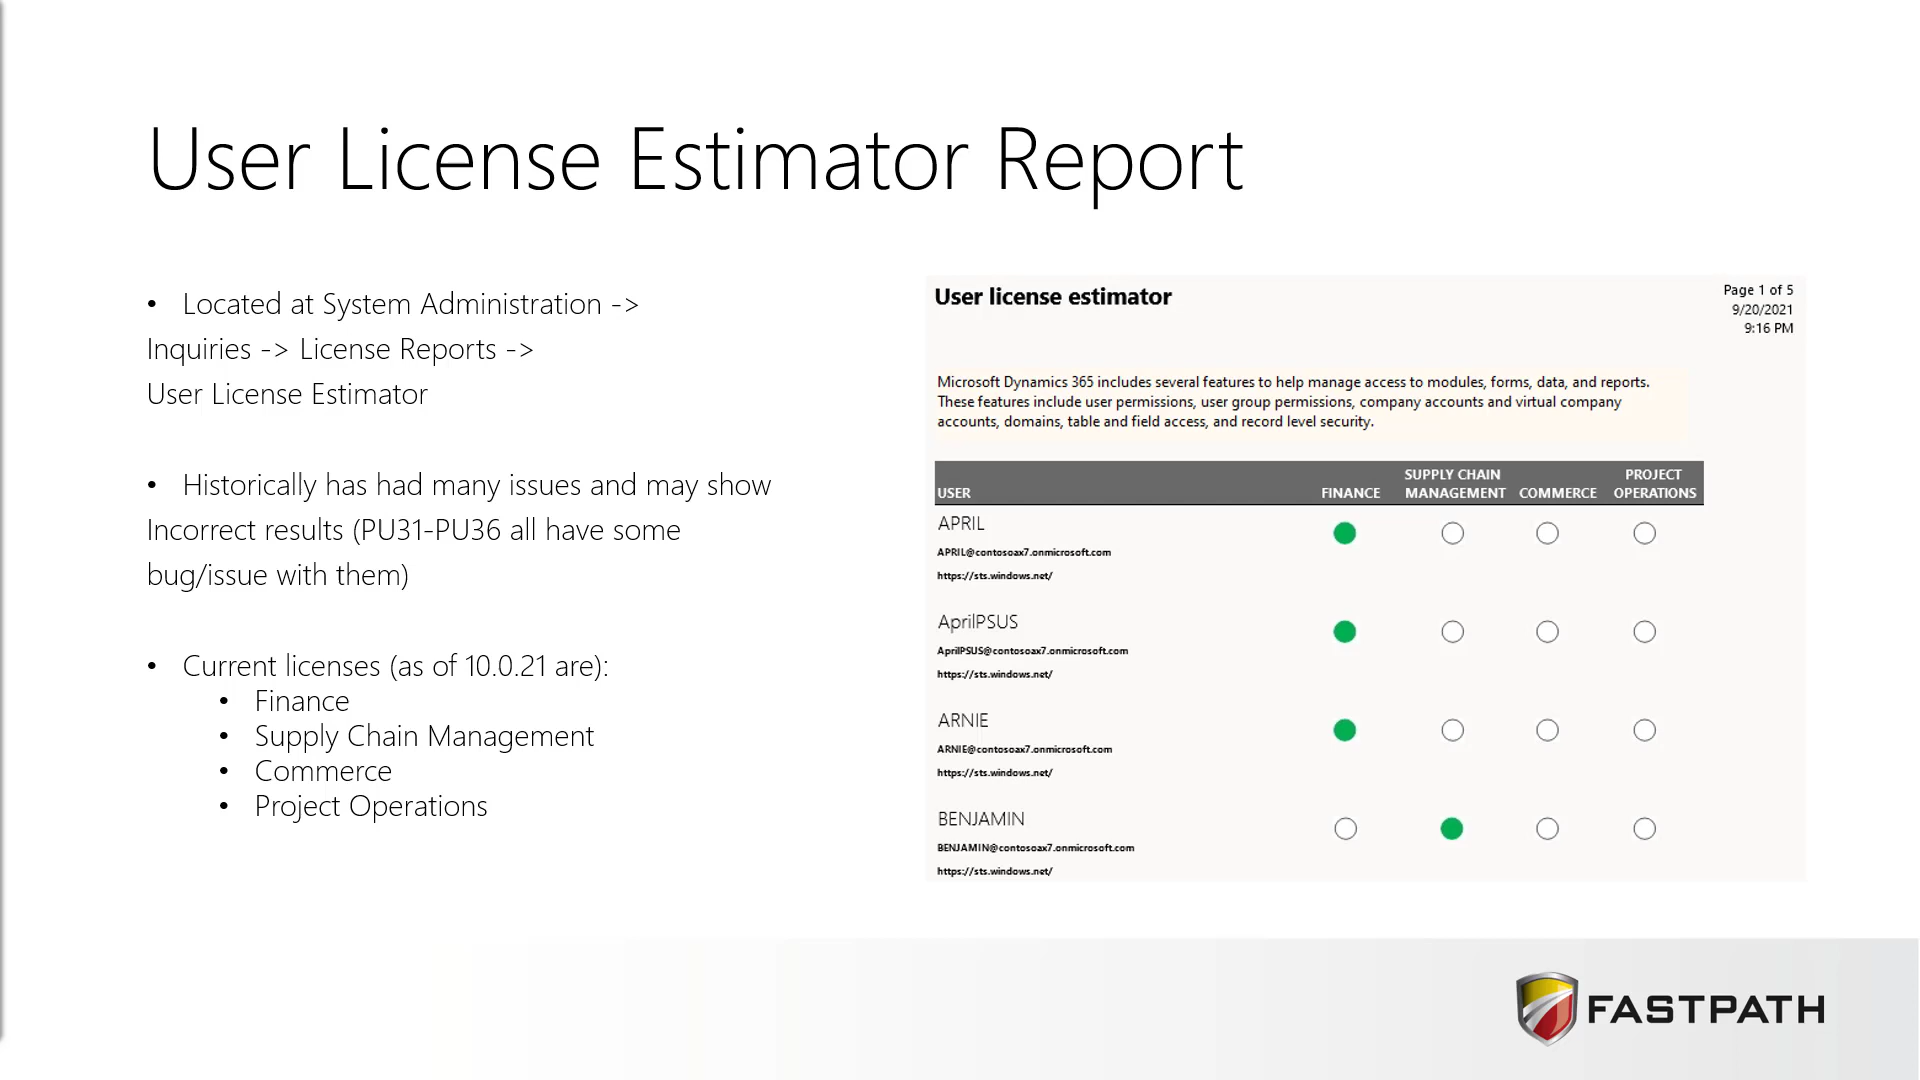 User License Estimator Report
• Located at System Administration ->
Inquiries -> License Reports ->
User License Estimator
• Historically has had many issues and may show
Incorrect results (PU31-PU36 all have some
bug/issue with them)
• Current licenses (as of 10.0.21 are):
• Finance
• Supply Chain Management
• Commerce
• Project Operations
User license estimator
Page 1 of 5
9/20/2021
9:16 PM
Microsoft Dynamics 365 includes several features to help manage access to modules, forms, data, and reports.
These features include user permissions, user group permissions, company accounts and virtual company
accounts, domains, table and field access, and record level security.
USER FINANCE SUPPLY CHAIN MANAGEMENT COMMERCE PROJECT OPERATIONS
APRIL
APRIL@contosoax7.onmicrosoft.com
https://sts.windows.net/
AprilPSUS
AprilPSUS@contosoax7.onmicrosoft.com
https://sts.windows.net/
ARNIE
ARNIE@contosoax7.onmicrosoft.com
https://sts.windows.net/
BENJAMIN
BENJAMIN@contosoax7.onmicrosoft.com
https://sts.windows.net/
FASTPATH